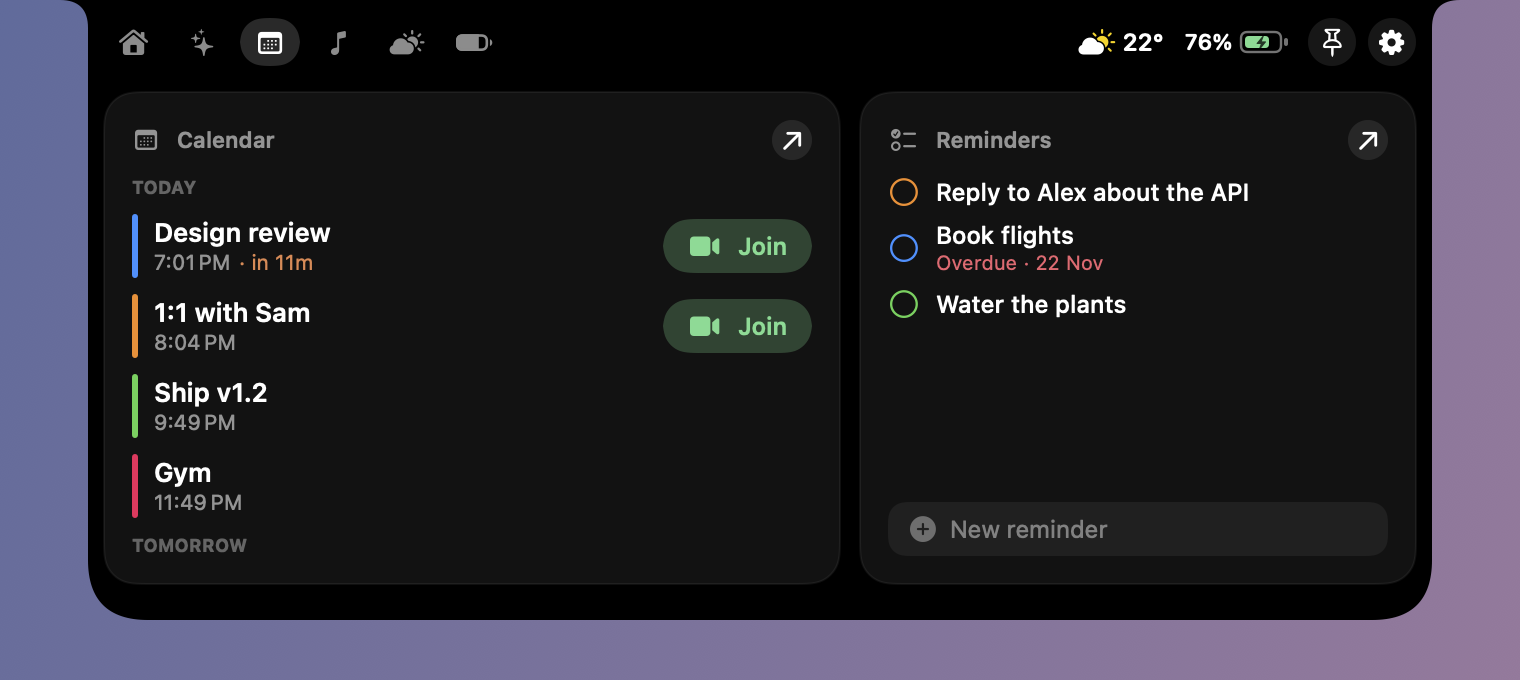 22° 76%
Calendar
TODAY
Design review
7:01 PM · in 11m
Join
1:1 with Sam
8:04 PM
Join
Ship v1.2
9:49 PM
Gym
11:49 PM
TOMORROW
Reminders
Reply to Alex about the API
Book flights
Overdue · 22 Nov
Water the plants
New reminder